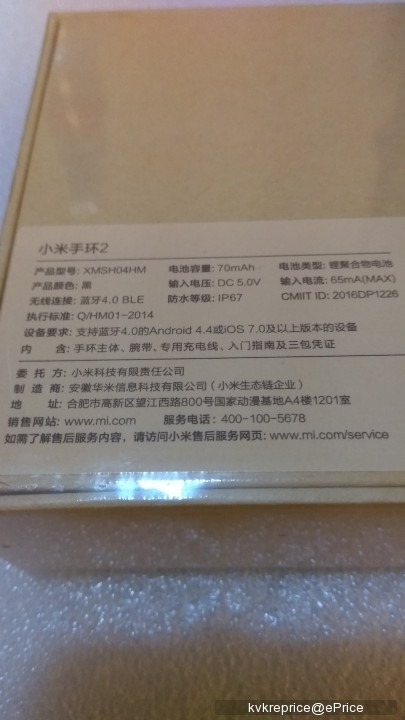 小米手环2
产品型号: XMSH04HM 电池容量: 70mAh 电池类型: 锂聚合物电池
产品颜色: 黑 输入电压: DC 5.0V 输入电流: 65mA(MAX)
无线连接: 蓝牙4.0 BLE 防水等级: IP67 CMIIT ID: 2016DP1226
执行标准: Q/HM01-2014
设备要求: 支持蓝牙4.0的Android 4.4或iOS 7.0及以上版本的设备
内 含: 手环主体、腕带、专用充电线、入门指南及三包凭证
委 托 方: 小米科技有限责任公司
制 造 商: 安徽华米信息科技有限公司（小米生态链企业）
地 址: 合肥市高新区望江西路800号国家动漫基地A4楼1201室
销售网站: www.mi.com 服务电话: 400-100-5678
如需了解售后服务内容，请访问小米售后服务网页: www.mi.com/service
kvkreprice@ePrice